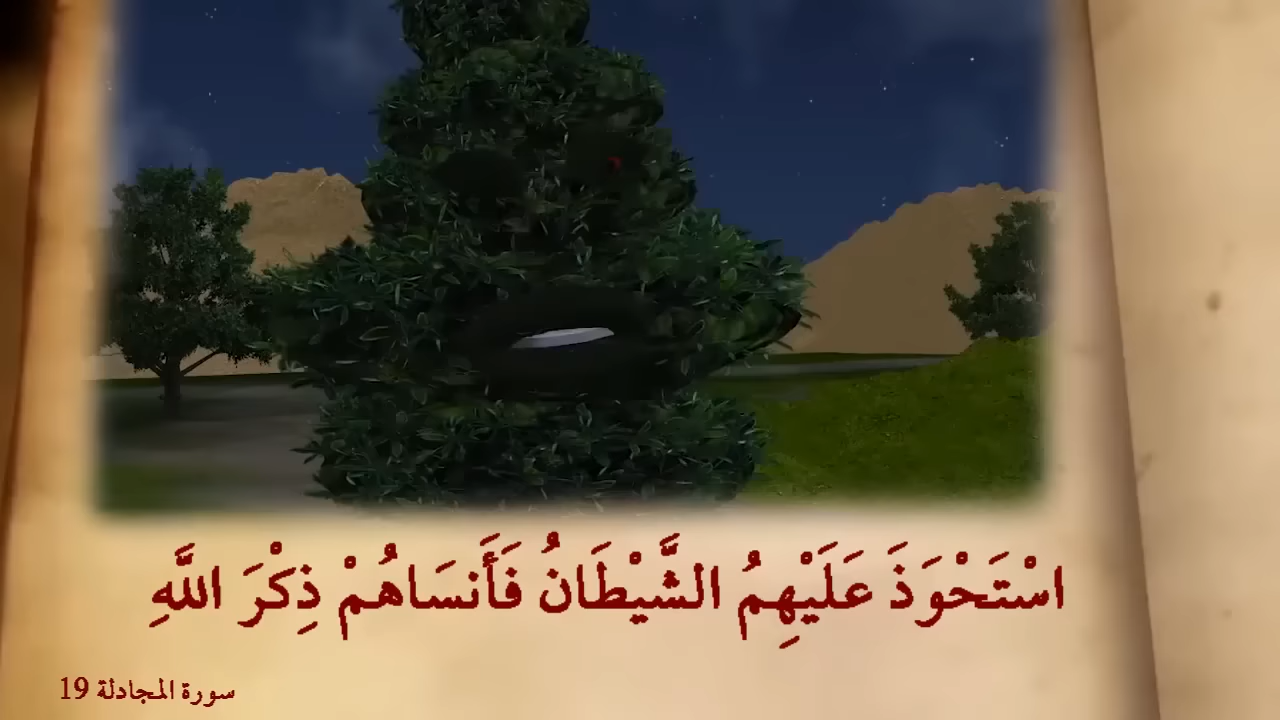 اسْتَحْوَذَ عَلَيْهِمُ الشَّيْطَانُ فَأَنسَاهُمْ ذِكْرَ اللَّهِ
سورة المجادلة 19